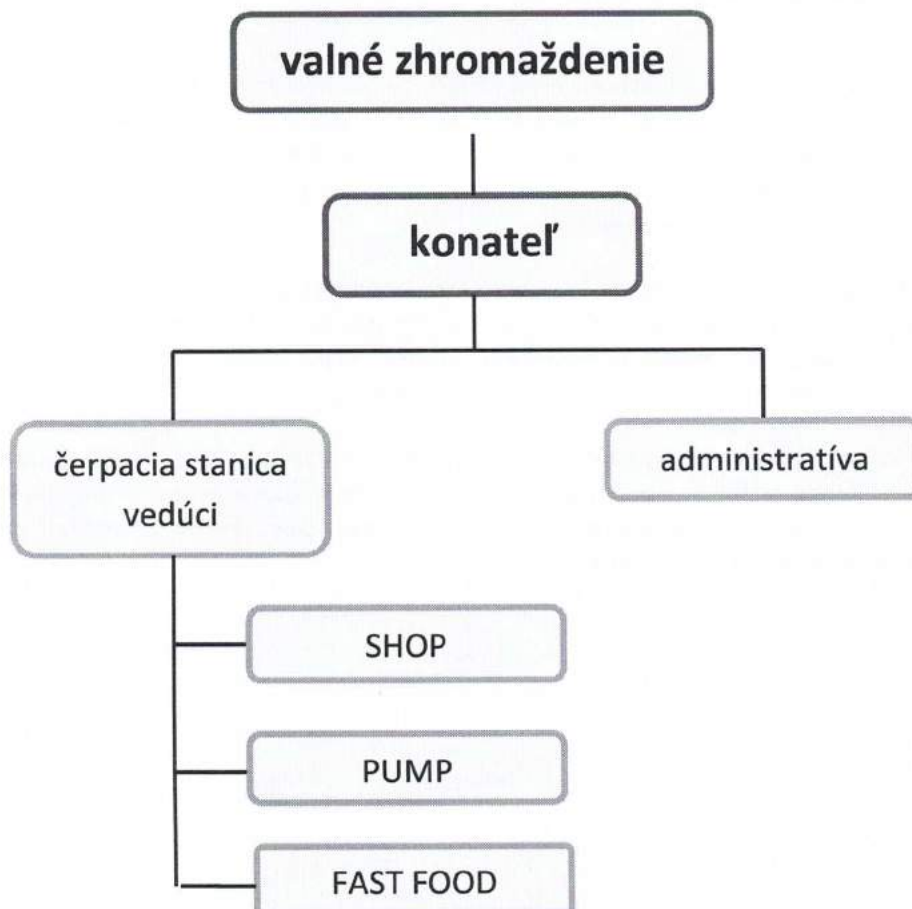 valné zhromaždenie
konateľ
čerpacia stanica
vedúci
administratíva
SHOP
PUMP
FAST FOOD